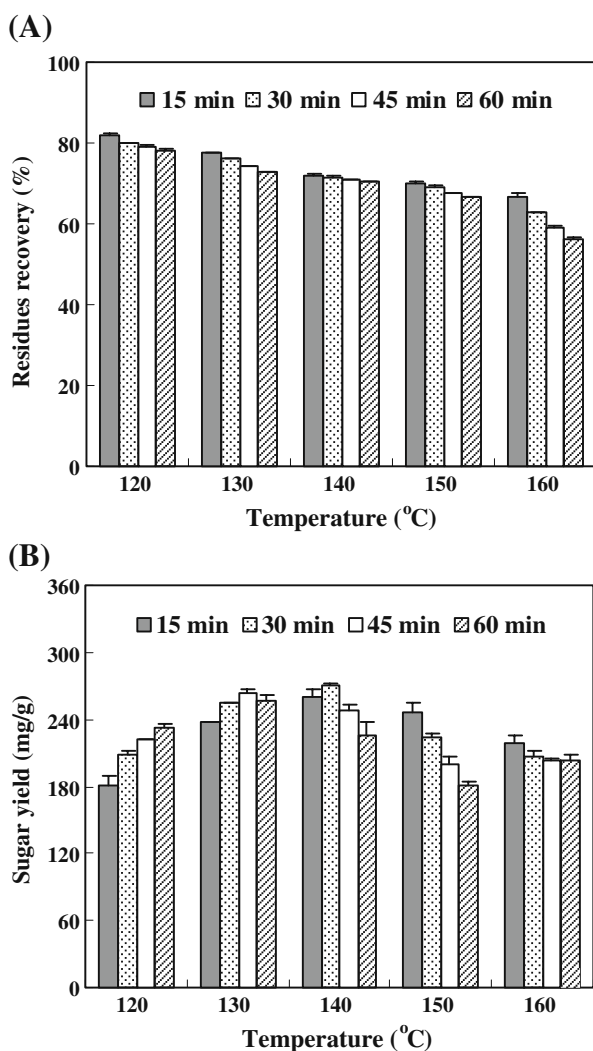 (A)
100
80
60
40
20
0
Residues recovery (%)
15 min 30 min 45 min 60 min
120 130 140 150 160
Temperature (°C)
(B)
360
300
240
180
120
60
0
Sugar yield (mg/g)
15 min 30 min 45 min 60 min
120 130 140 150 160
Temperature (°C)